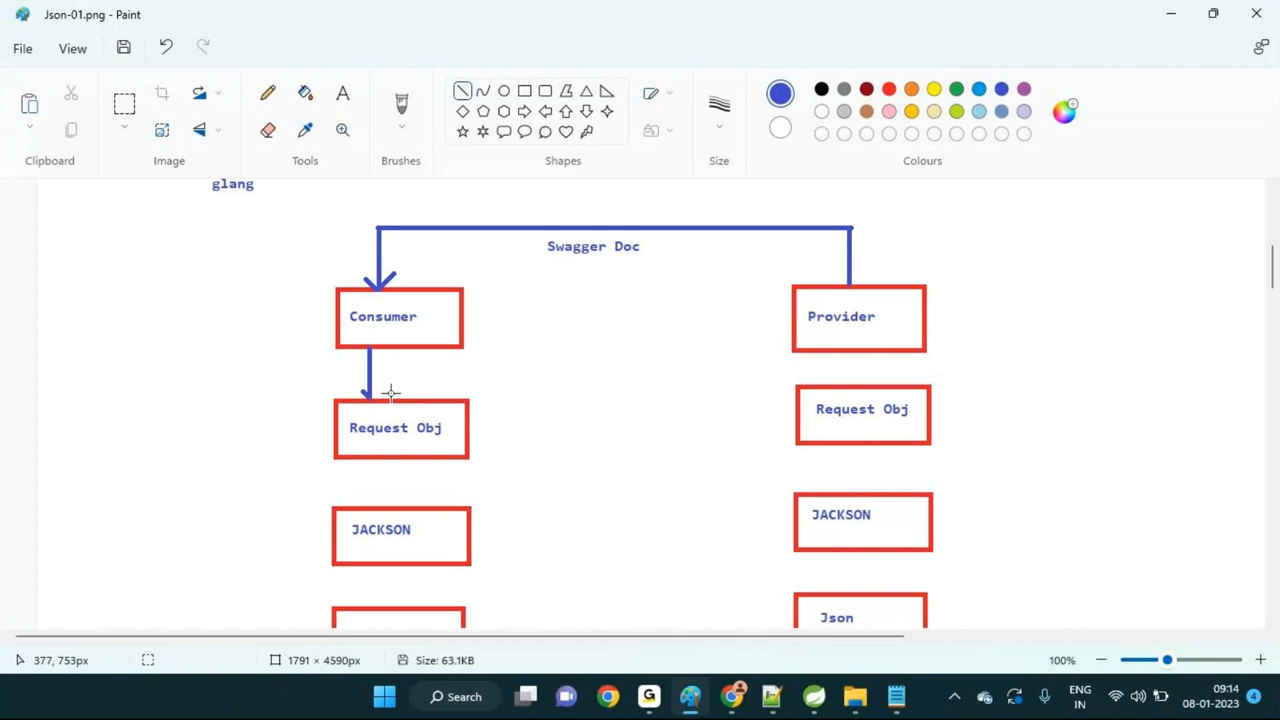 Json-01.png - Paint
File
View
Clipboard
Image
Tools
Brushes
Shapes
Size
Colours
glang
Swagger Doc
Consumer
Provider
Request Obj
Request Obj
JACKSON
JACKSON
Json
377, 753px
1791 × 4590px
Size: 63.1KB
100%
Search
ENG
IN
09:14
08-01-2023
4